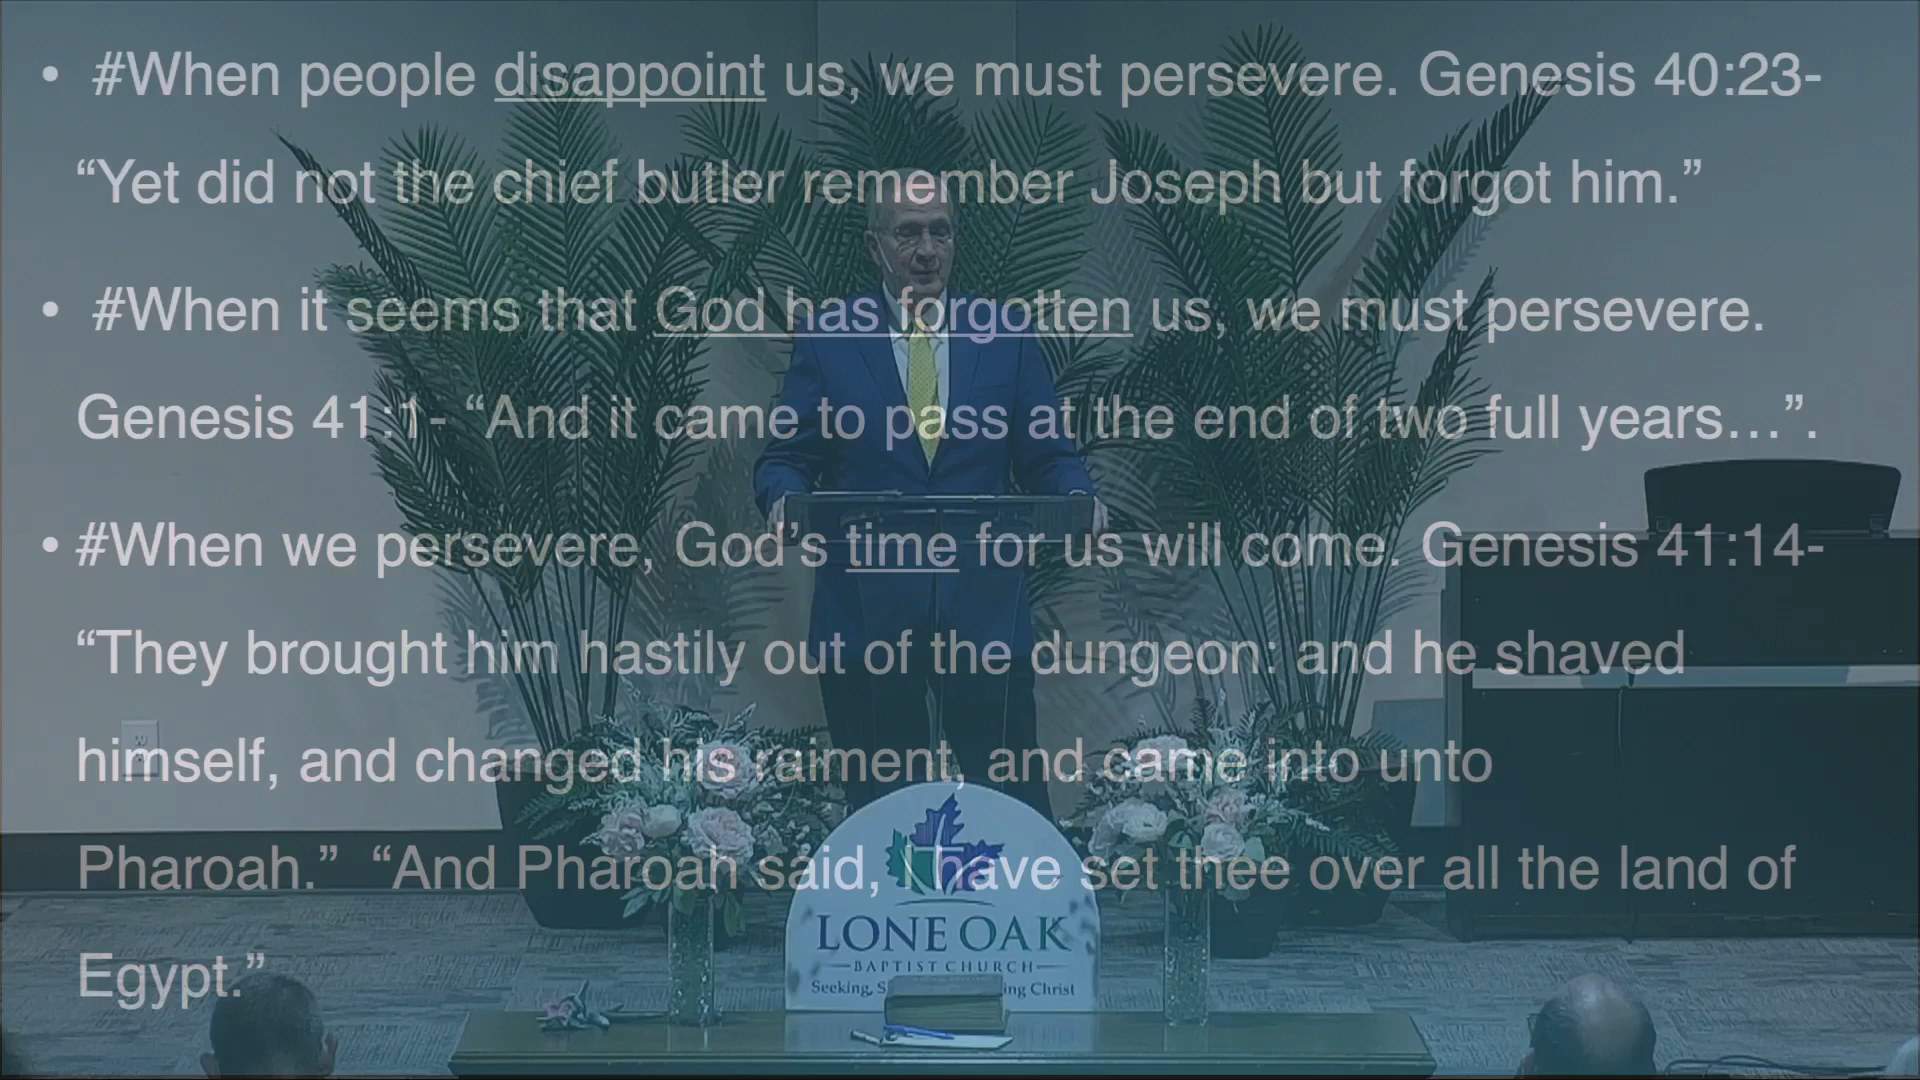 • #When people disappoint us, we must persevere. Genesis 40:23-
“Yet did not the chief butler remember Joseph but forgot him.”
• #When it seems that God has forgotten us, we must persevere.
Genesis 41:1- “And it came to pass at the end of two full years…”.
• #When we persevere, God’s time for us will come. Genesis 41:14-
“They brought him hastily out of the dungeon: and he shaved
himself, and changed his raiment, and came into unto
Pharoah.” “And Pharoah said, I have set thee over all the land of
Egypt.”
LONE OAK
BAPTIST CHURCH
Seeking, ing Christ